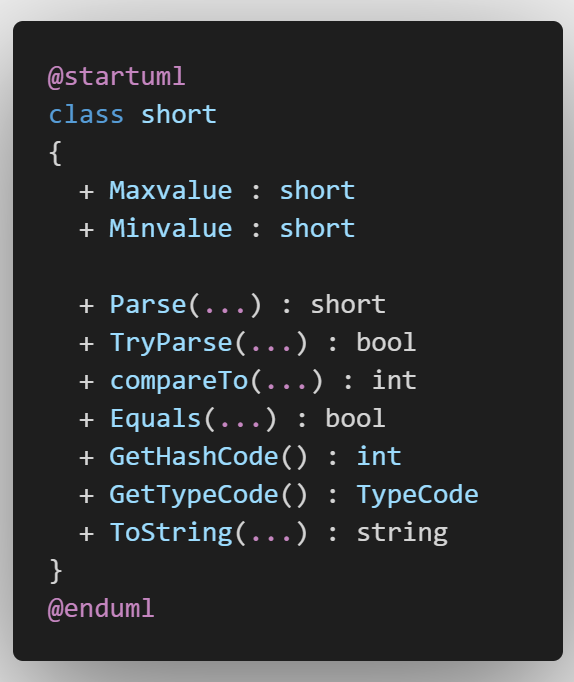 @startuml
class short
{
  + Maxvalue : short
  + Minvalue : short

  + Parse(...) : short
  + TryParse(...) : bool
  + compareTo(...) : int
  + Equals(...) : bool
  + GetHashCode() : int
  + GetTypeCode() : TypeCode
  + ToString(...) : string
}
@enduml